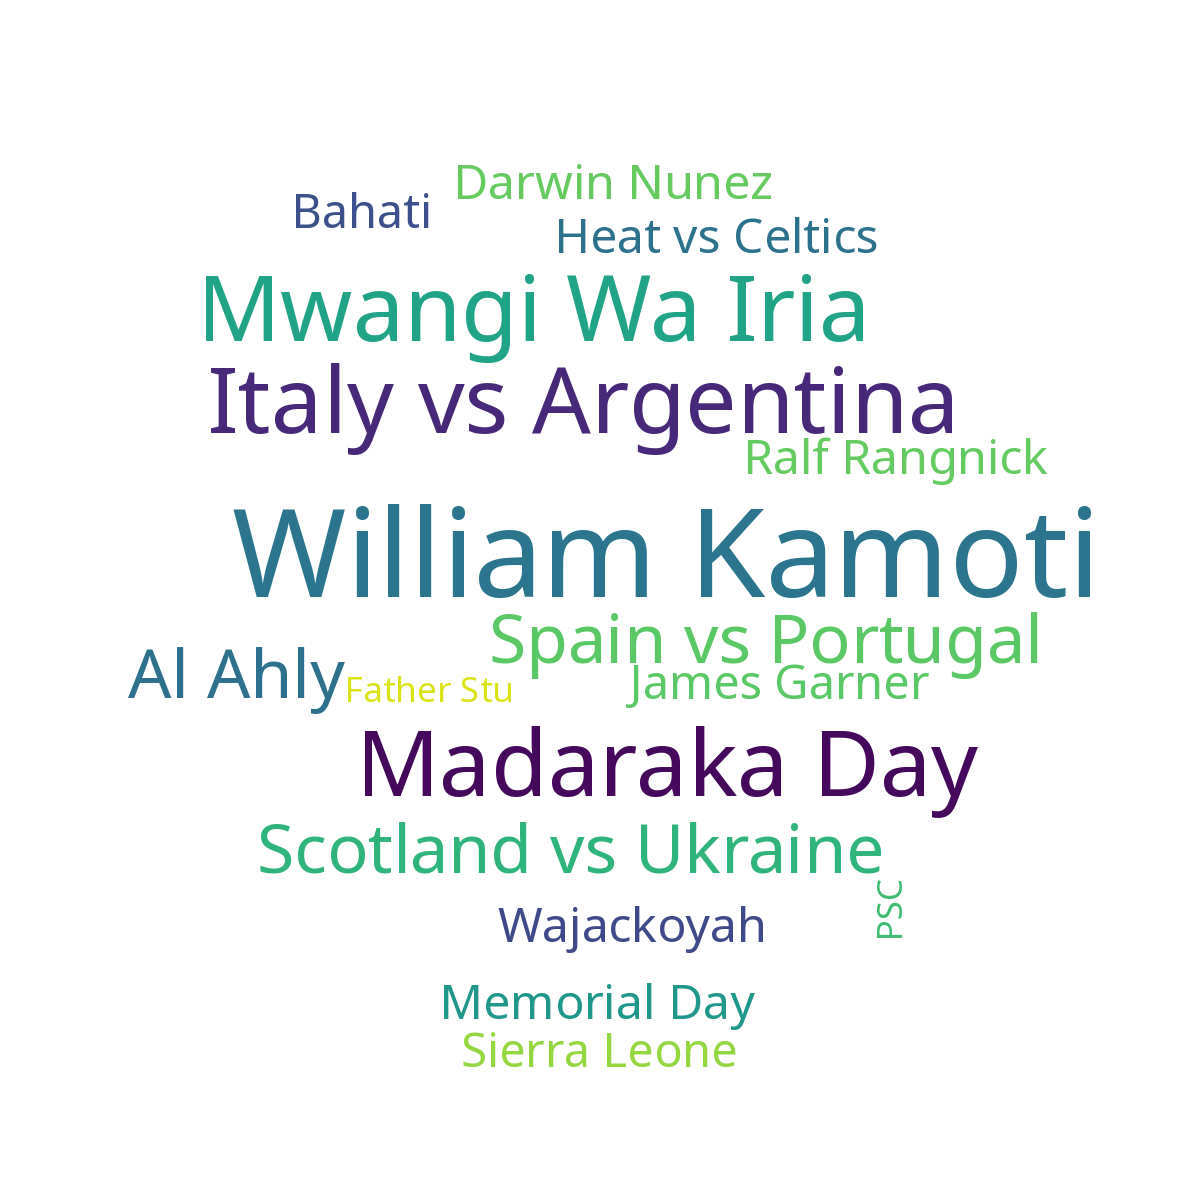 Darwin Nunez
Bahati
Heat vs Celtics
Mwangi Wa Iria
Italy vs Argentina
Ralf Rangnick
William Kamoti
Spain vs Portugal
Al Ahly
Father Stu
James Garner
Madaraka Day
Scotland vs Ukraine
PSC
Wajackoyah
Memorial Day
Sierra Leone